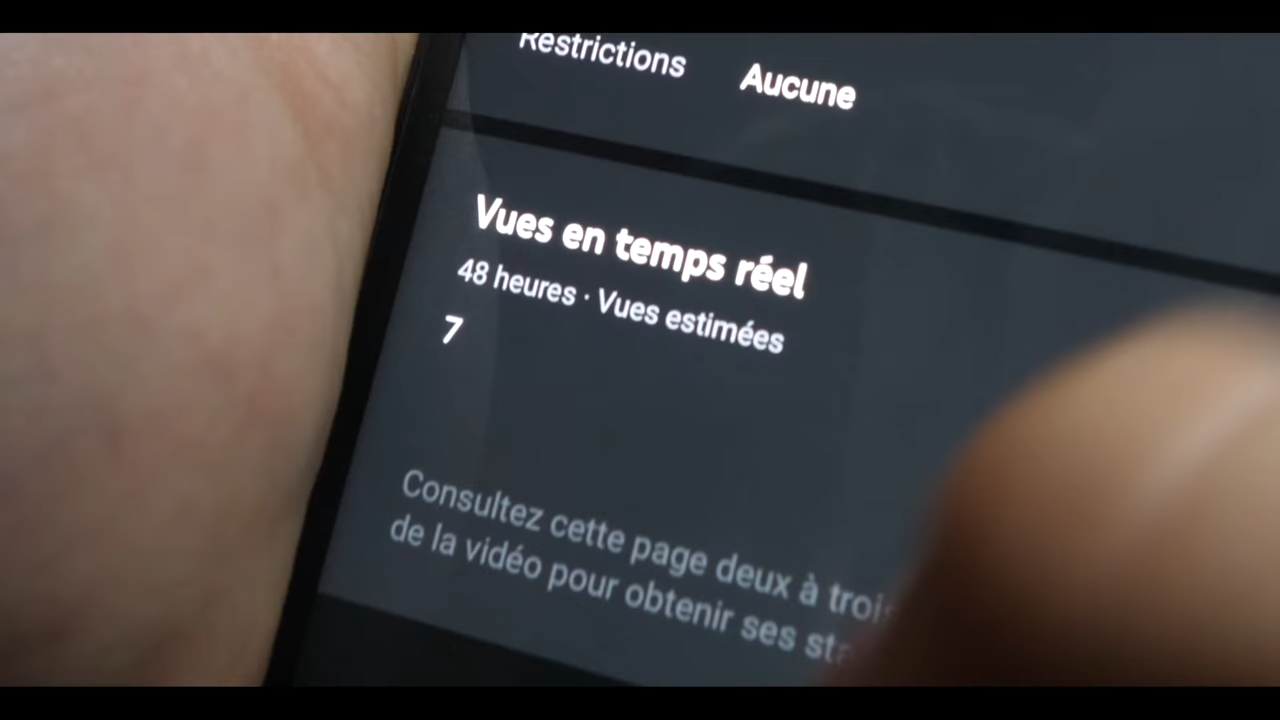 Restrictions Aucune
Vues en temps réel
48 heures · Vues estimées
7
Consultez cette page deux à trois
de la vidéo pour obtenir ses